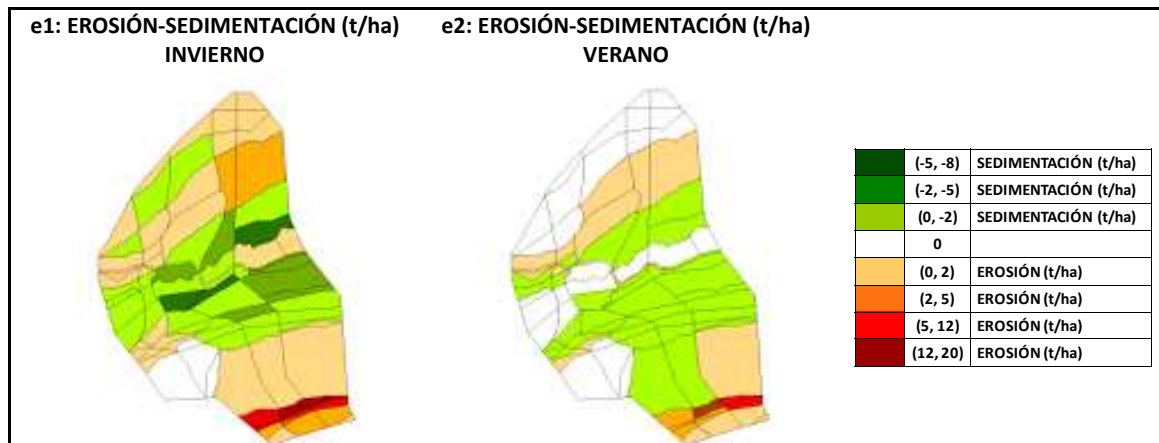 e1: EROSIÓN-SEDIMENTACIÓN (t/ha)
INVIERNO
e2: EROSIÓN-SEDIMENTACIÓN (t/ha)
VERANO
(-5, -8) SEDIMENTACIÓN (t/ha)
(-2, -5) SEDIMENTACIÓN (t/ha)
(0, -2) SEDIMENTACIÓN (t/ha)
0
(0, 2) EROSIÓN (t/ha)
(2, 5) EROSIÓN (t/ha)
(5, 12) EROSIÓN (t/ha)
(12, 20) EROSIÓN (t/ha)